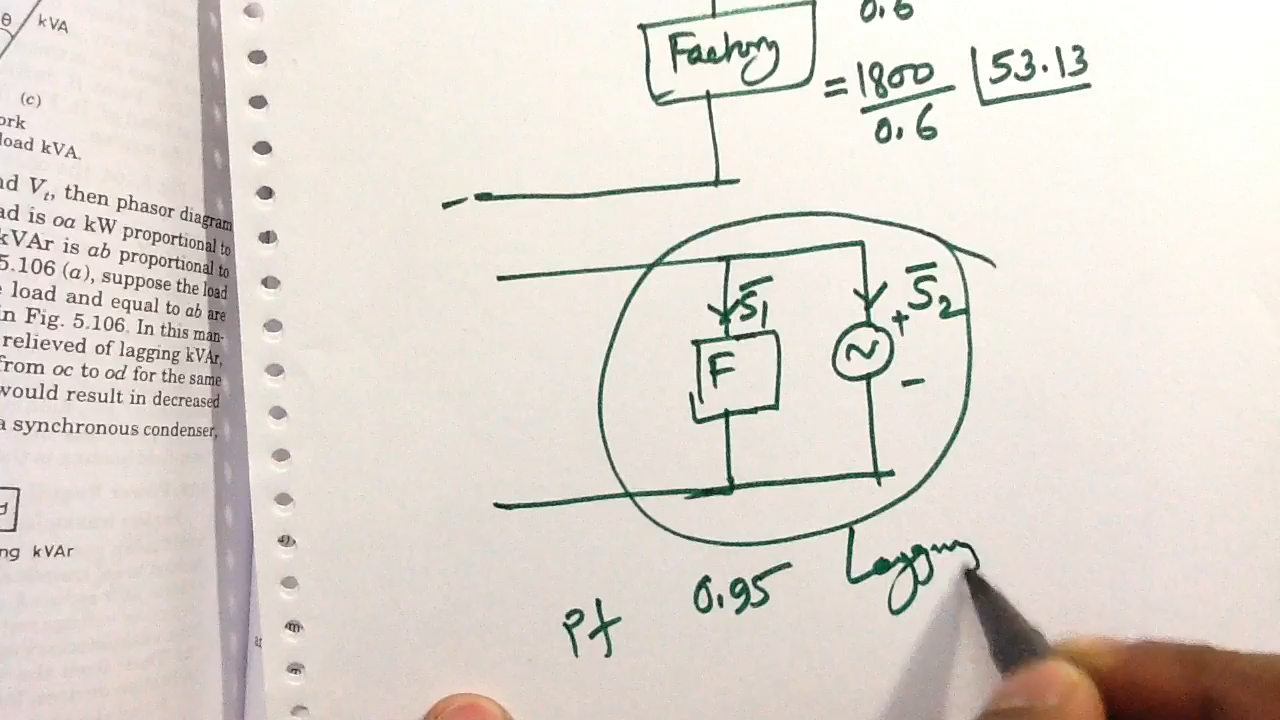 θ kVA
(c)
ork
load kVA.
nd Vt, then phasor diagram
ad is oa kW proportional to
kVAr is ab proportional to
5.106 (a), suppose the load
e load and equal to ab are
in Fig. 5.106. In this man-
relieved of lagging kVAr,
from oc to od for the same
would result in decreased
a synchronous condenser,
ng kVAr
0.6
Factory
= 1800 / 0.6 ∠53.13
S̅1
S̅2
+
F
~
-
Pf 0.95 Lagging